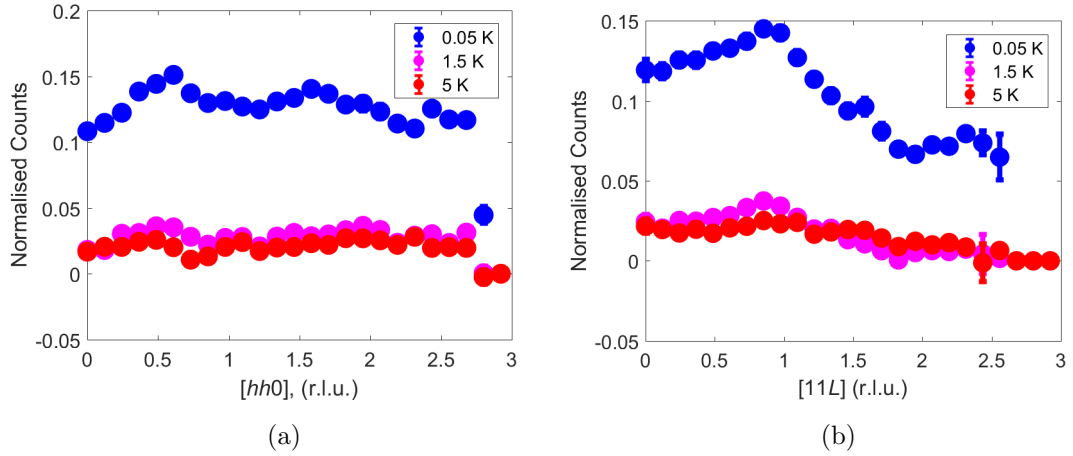 0.2
0.15
0.1
0.05
0
-0.05
Normalised Counts
0 0.5 1 1.5 2 2.5 3
[hh0], (r.l.u.)
0.05 K
1.5 K
5 K
(a)
0.15
0.1
0.05
0
-0.05
Normalised Counts
0 0.5 1 1.5 2 2.5 3
[11L] (r.l.u.)
0.05 K
1.5 K
5 K
(b)